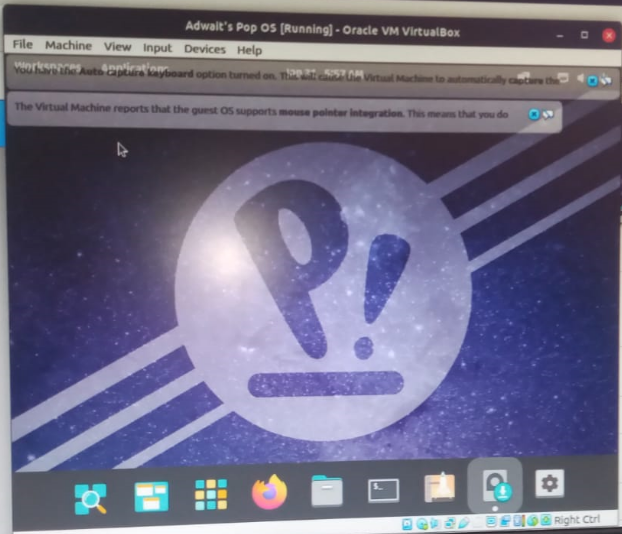 Adwait's Pop OS [Running] - Oracle VM VirtualBox
File Machine View Input Devices Help
Workspaces Applications
You have the Auto capture keyboard option turned on. This will cause the Virtual Machine to automatically capture the
The Virtual Machine reports that the guest OS supports mouse pointer integration. This means that you do
P!
$_
Right Ctrl